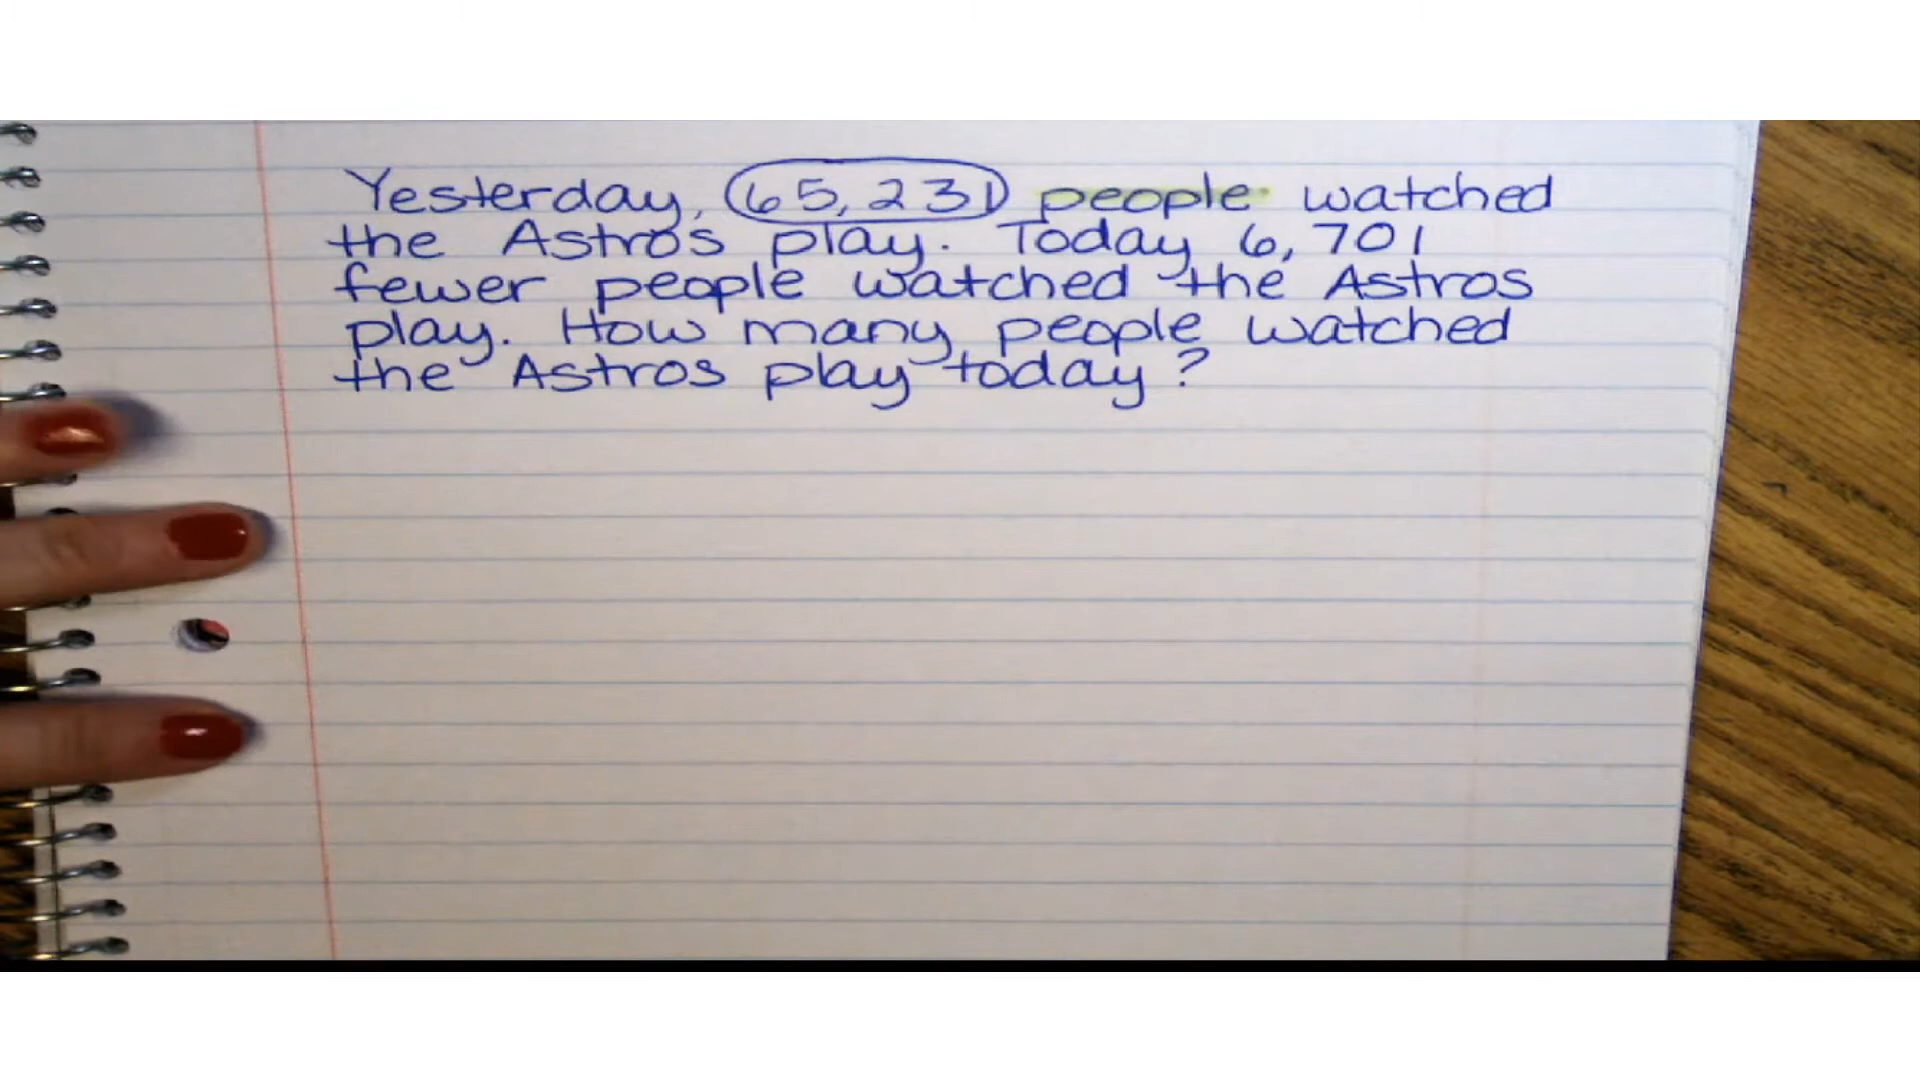 Yesterday, 65,231 people watched
the Astros play. Today 6,701
fewer people watched the Astros
play. How many people watched
the Astros play today?